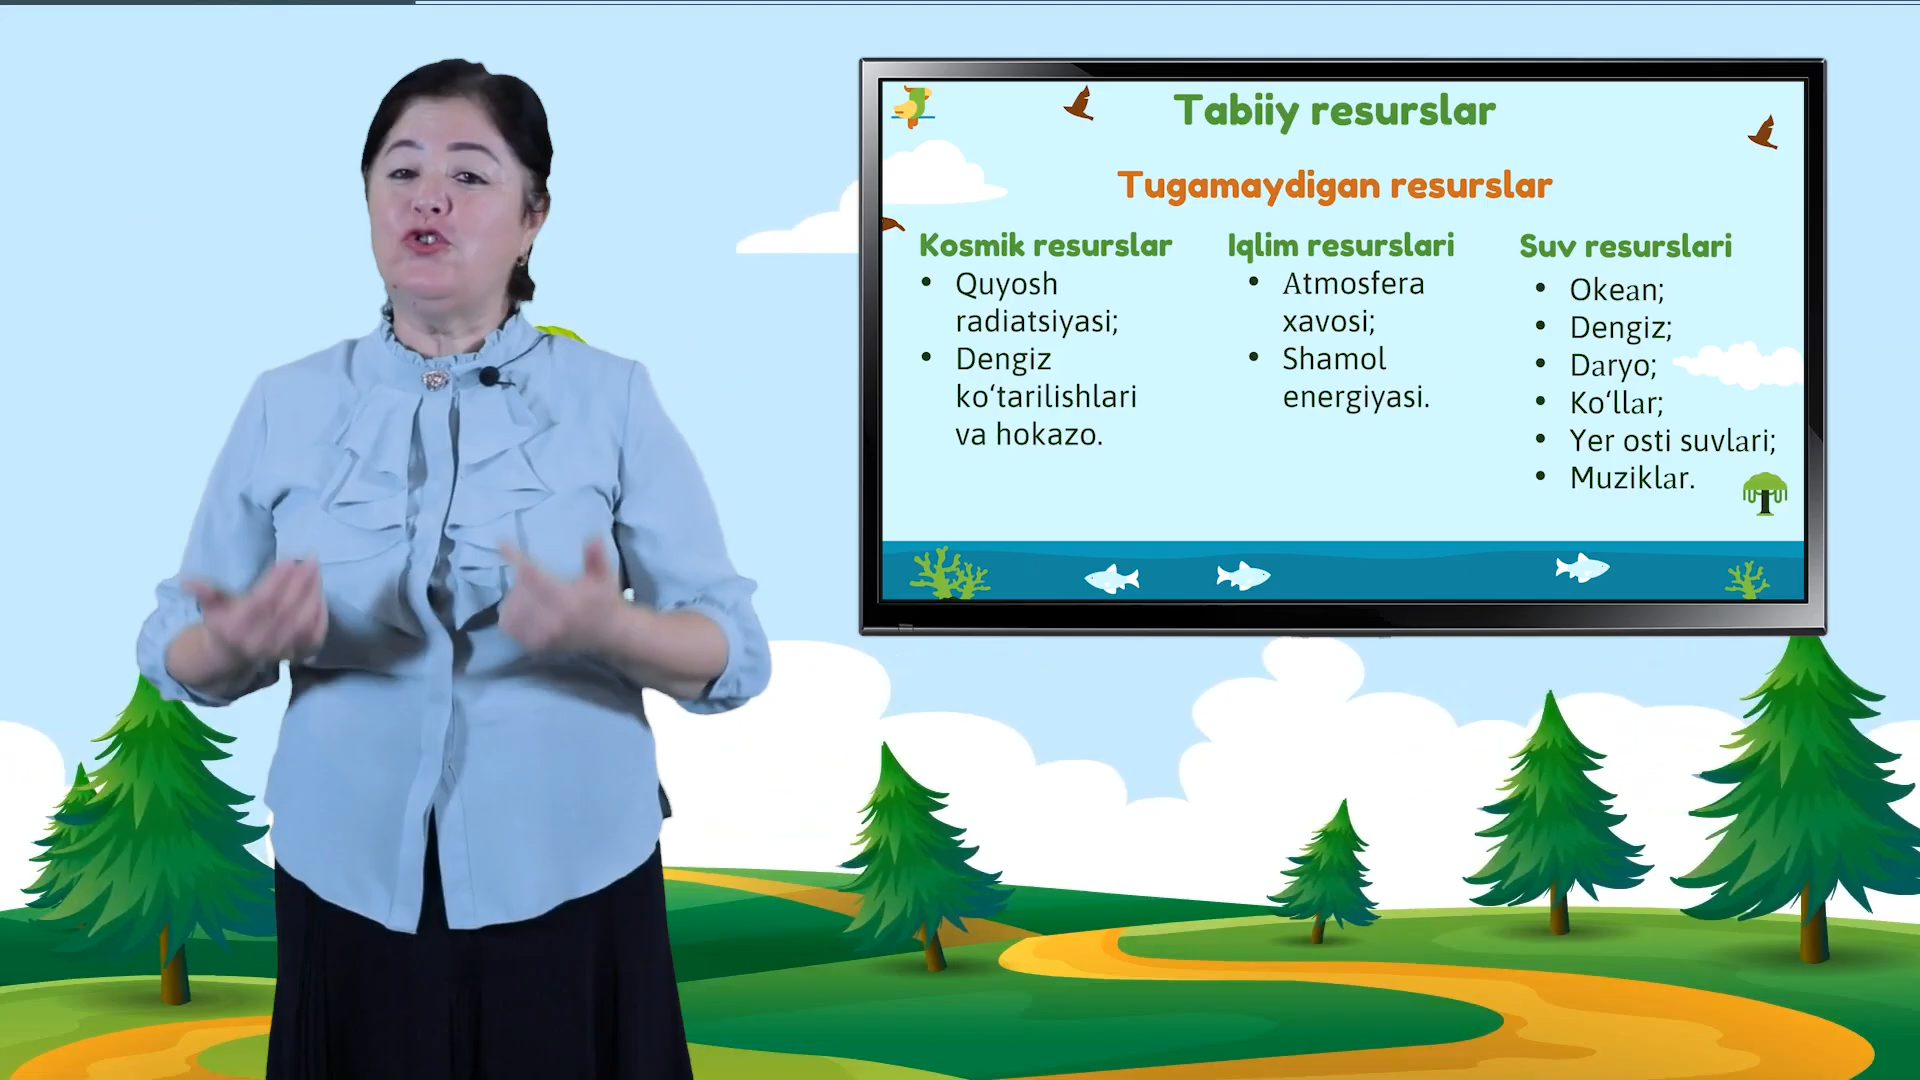 Tabiiy resurslar
Tugamaydigan resurslar
Kosmik resurslar
• Quyosh
radiatsiyasi;
• Dengiz
ko‘tarilishlari
va hokazo.
Iqlim resurslari
• Atmosfera
xavosi;
• Shamol
energiyasi.
Suv resurslari
• Okean;
• Dengiz;
• Daryo;
• Ko‘llar;
• Yer osti suvlari;
• Muziklar.